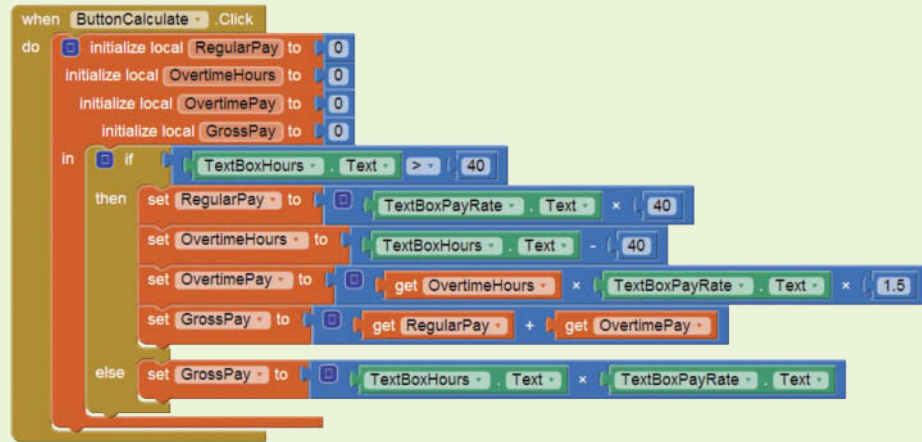 when ButtonCalculate .Click
do initialize local RegularPay to 0
initialize local OvertimeHours to 0
initialize local OvertimePay to 0
initialize local GrossPay to 0
in if TextBoxHours . Text > 40
then set RegularPay to TextBoxPayRate . Text × 40
set OvertimeHours to TextBoxHours . Text - 40
set OvertimePay to get OvertimeHours × TextBoxPayRate . Text × 1.5
set GrossPay to get RegularPay + get OvertimePay
else set GrossPay to TextBoxHours . Text × TextBoxPayRate . Text